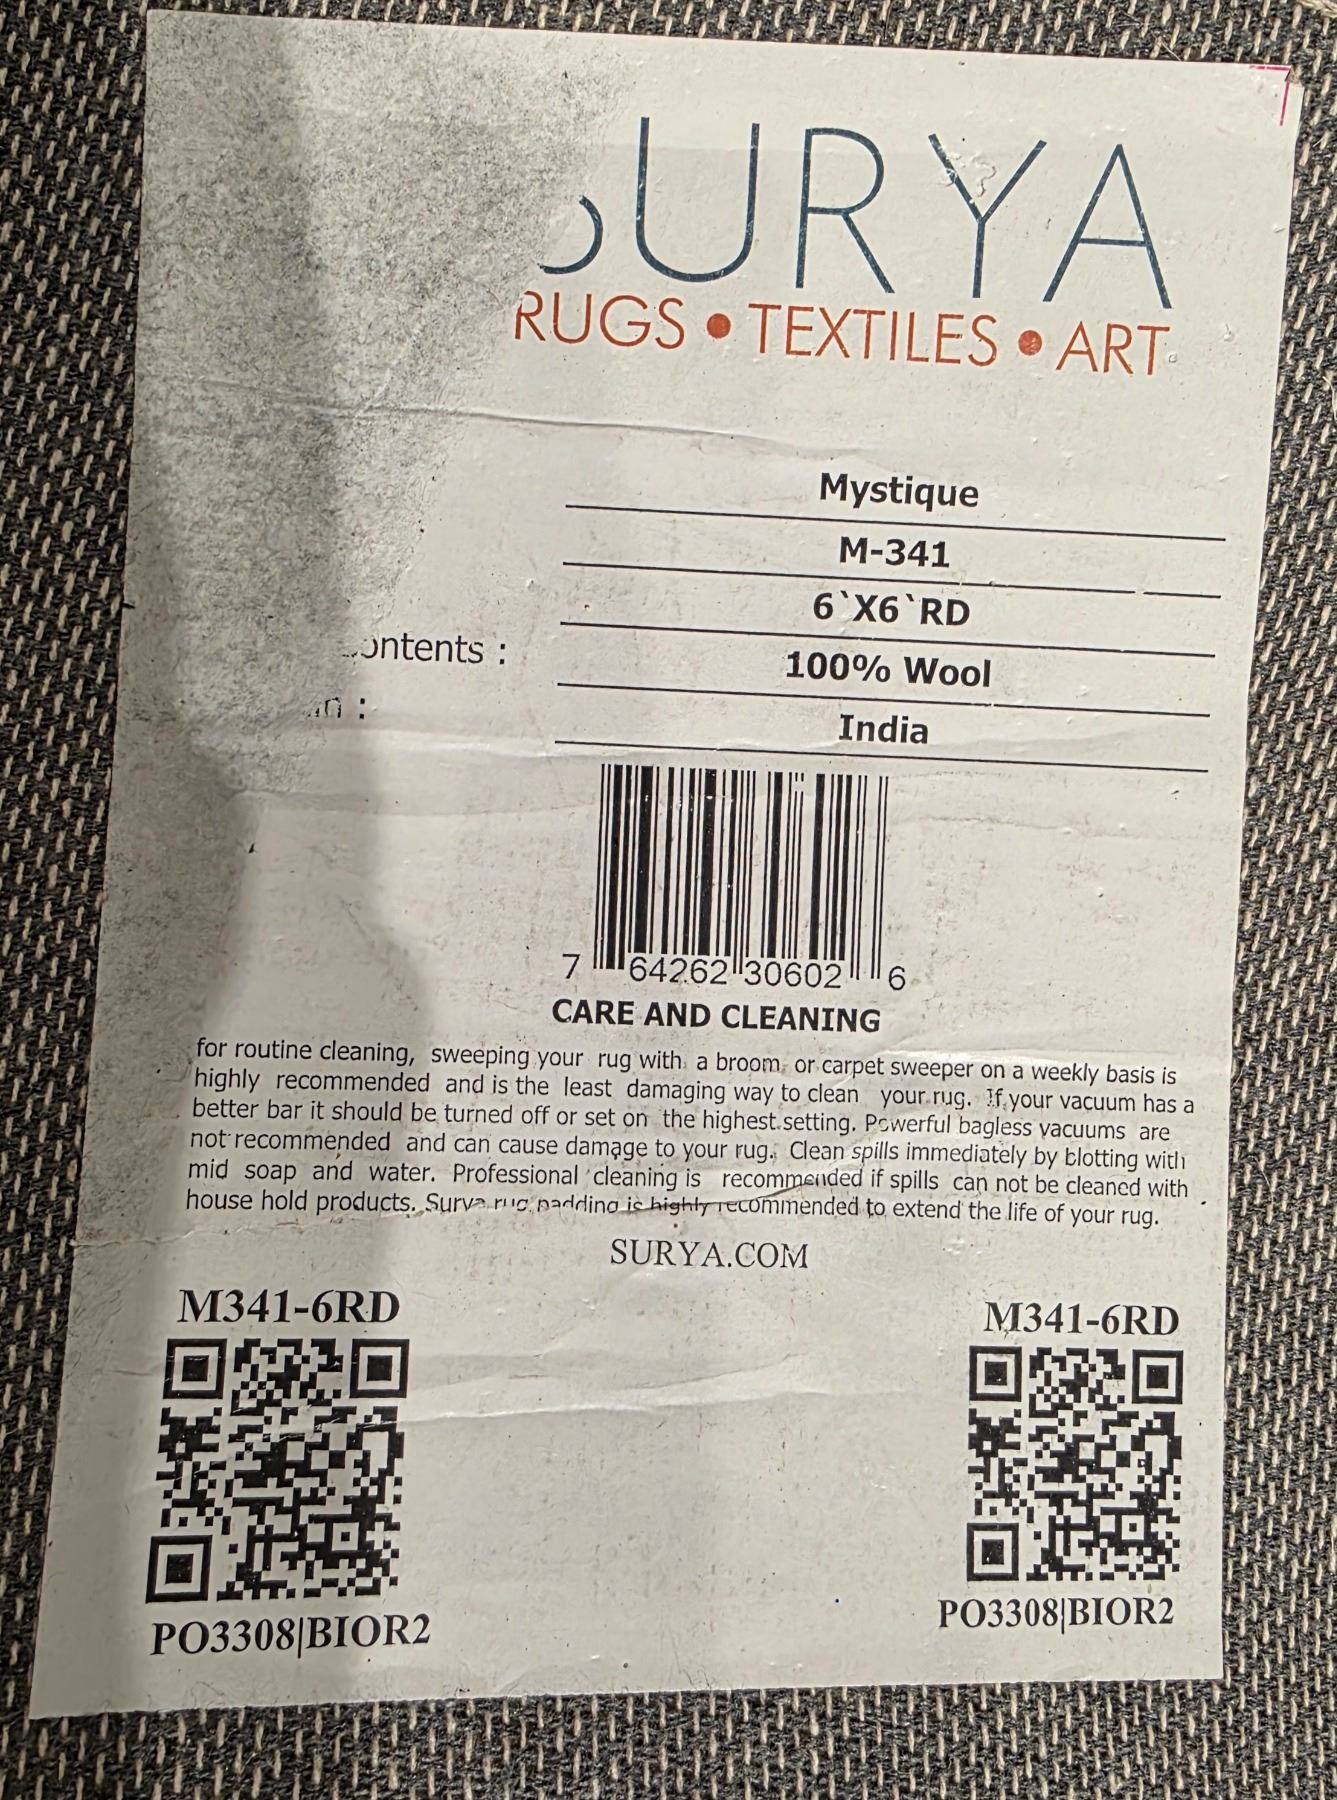 SURYA
RUGS • TEXTILES • ART
Mystique
M-341
6`X6`RD
ontents : 100% Wool
India
7 64262 30602 6
CARE AND CLEANING
for routine cleaning, sweeping your rug with a broom or carpet sweeper on a weekly basis is
highly recommended and is the least damaging way to clean your rug. If your vacuum has a
better bar it should be turned off or set on the highest setting. Powerful bagless vacuums are
not recommended and can cause damage to your rug. Clean spills immediately by blotting with
mid soap and water. Professional cleaning is recommended if spills can not be cleaned with
house hold products. Surya rug padding is highly recommended to extend the life of your rug.
SURYA.COM
M341-6RD
M341-6RD
PO3308|BIOR2
PO3308|BIOR2